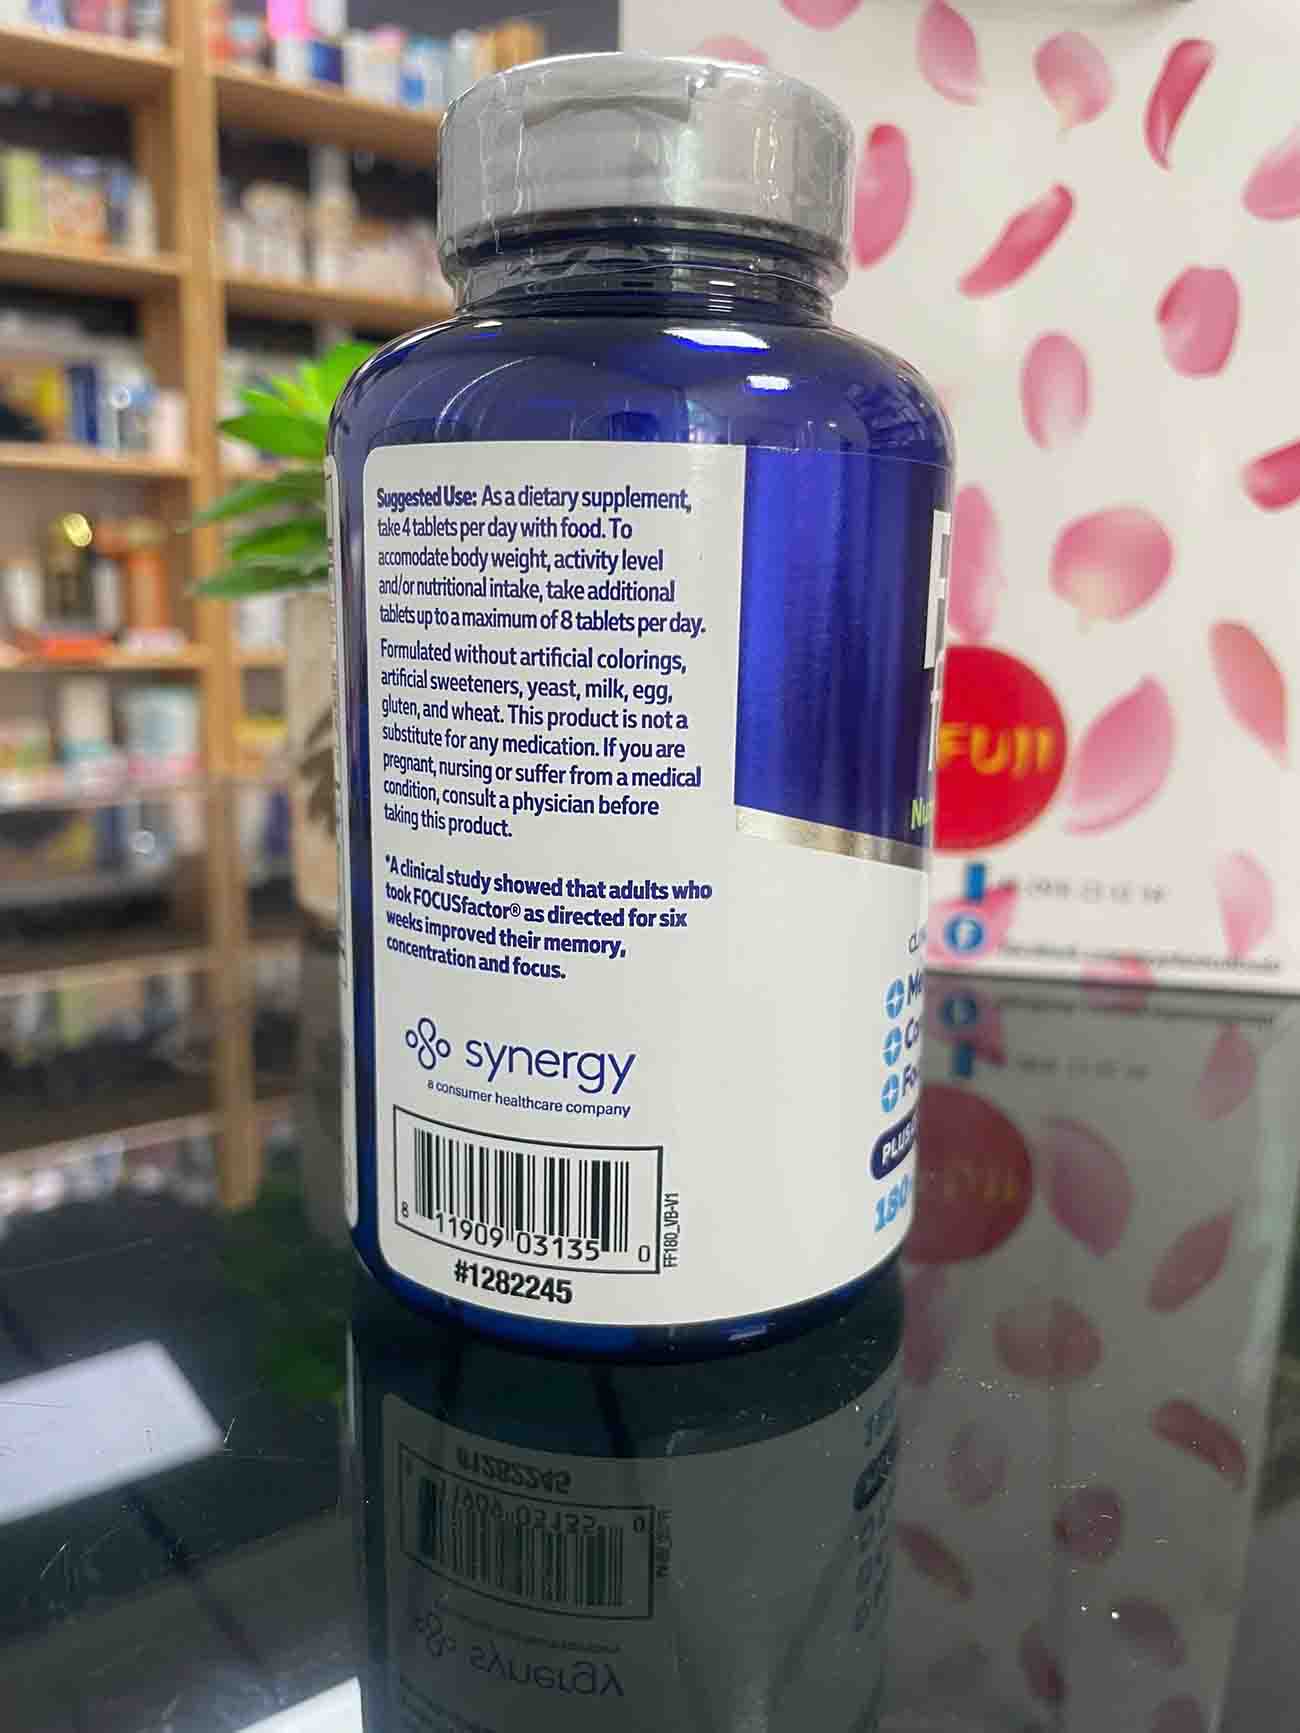 Suggested Use: As a dietary supplement,
take 4 tablets per day with food. To
accomodate body weight, activity level
and/or nutritional intake, take additional
tablets up to a maximum of 8 tablets per day.
Formulated without artificial colorings,
artificial sweeteners, yeast, milk, egg,
gluten, and wheat. This product is not a
substitute for any medication. If you are
pregnant, nursing or suffer from a medical
condition, consult a physician before
taking this product.
*A clinical study showed that adults who
took FOCUSfactor® as directed for six
weeks improved their memory,
concentration and focus.
synergy
a consumer healthcare company
8 11909 03135 0
#1282245
FF180_VB-V1
PLUS
180
FUJI